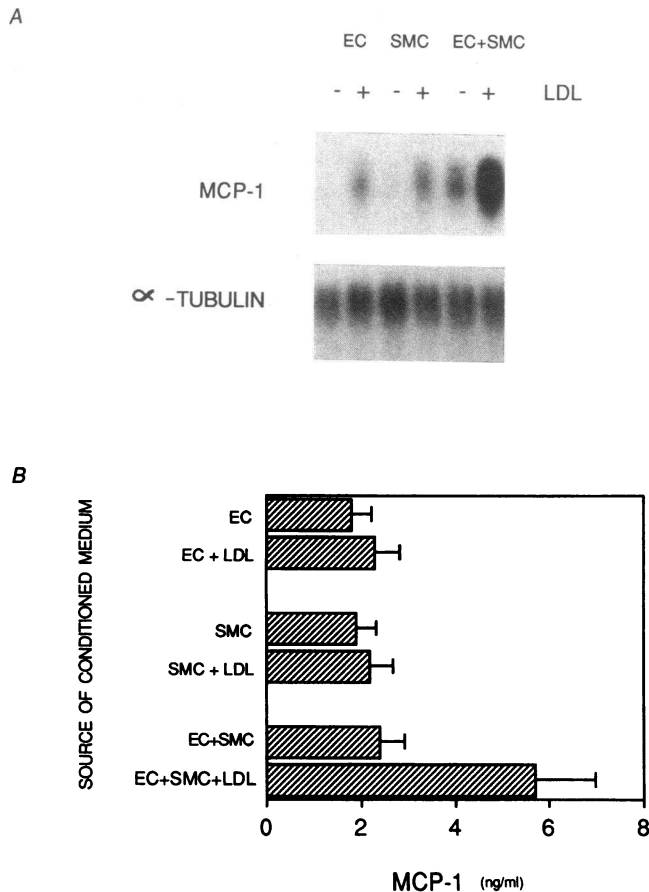 A
EC SMC EC+SMC
- + - + - + LDL
MCP-1
α -TUBULIN
B
SOURCE OF CONDITIONED MEDIUM
EC
EC + LDL
SMC
SMC + LDL
EC+SMC
EC+SMC+LDL
0 2 4 6 8
MCP-1 (ng/ml)